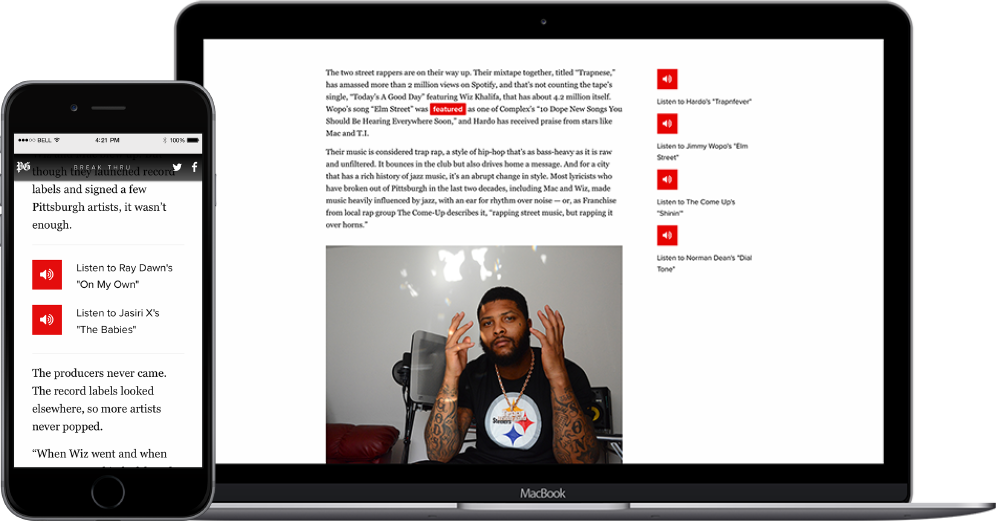 ●●●○○ BELL
4:21 PM
100%
PG
BREAK THRU
though they launched record
labels and signed a few
Pittsburgh artists, it wasn't
enough.
Listen to Ray Dawn's
"On My Own"
Listen to Jasiri X's
"The Babies"
The producers never came.
The record labels looked
elsewhere, so more artists
never popped.
“When Wiz went and when
The two street rappers are on their way up. Their mixtape together, titled “Trapnese,”
has amassed more than 2 million views on Spotify, and that's not counting the tape's
single, “Today's A Good Day” featuring Wiz Khalifa, that has about 4.2 million itself.
Wopo's song “Elm Street” was featured as one of Complex's “10 Dope New Songs You
Should Be Hearing Everywhere Soon,” and Hardo has received praise from stars like
Mac and T.I.
Their music is considered trap rap, a style of hip-hop that's as bass-heavy as it is raw
and unfiltered. It bounces in the club but also drives home a message. And for a city
that has a rich history of jazz music, it's an abrupt change in style. Most lyricists who
have broken out of Pittsburgh in the last two decades, including Mac and Wiz, made
music heavily influenced by jazz, with an ear for rhythm over noise — or, as Franchise
from local rap group The Come-Up describes it, “rapping street music, but rapping it
over horns.”
Listen to Hardo's "Trapnfever"
Listen to Jimmy Wopo's "Elm
Street"
Listen to The Come Up's
"Shinin'"
Listen to Norman Dean's "Dial
Tone"
Steelers
MacBook